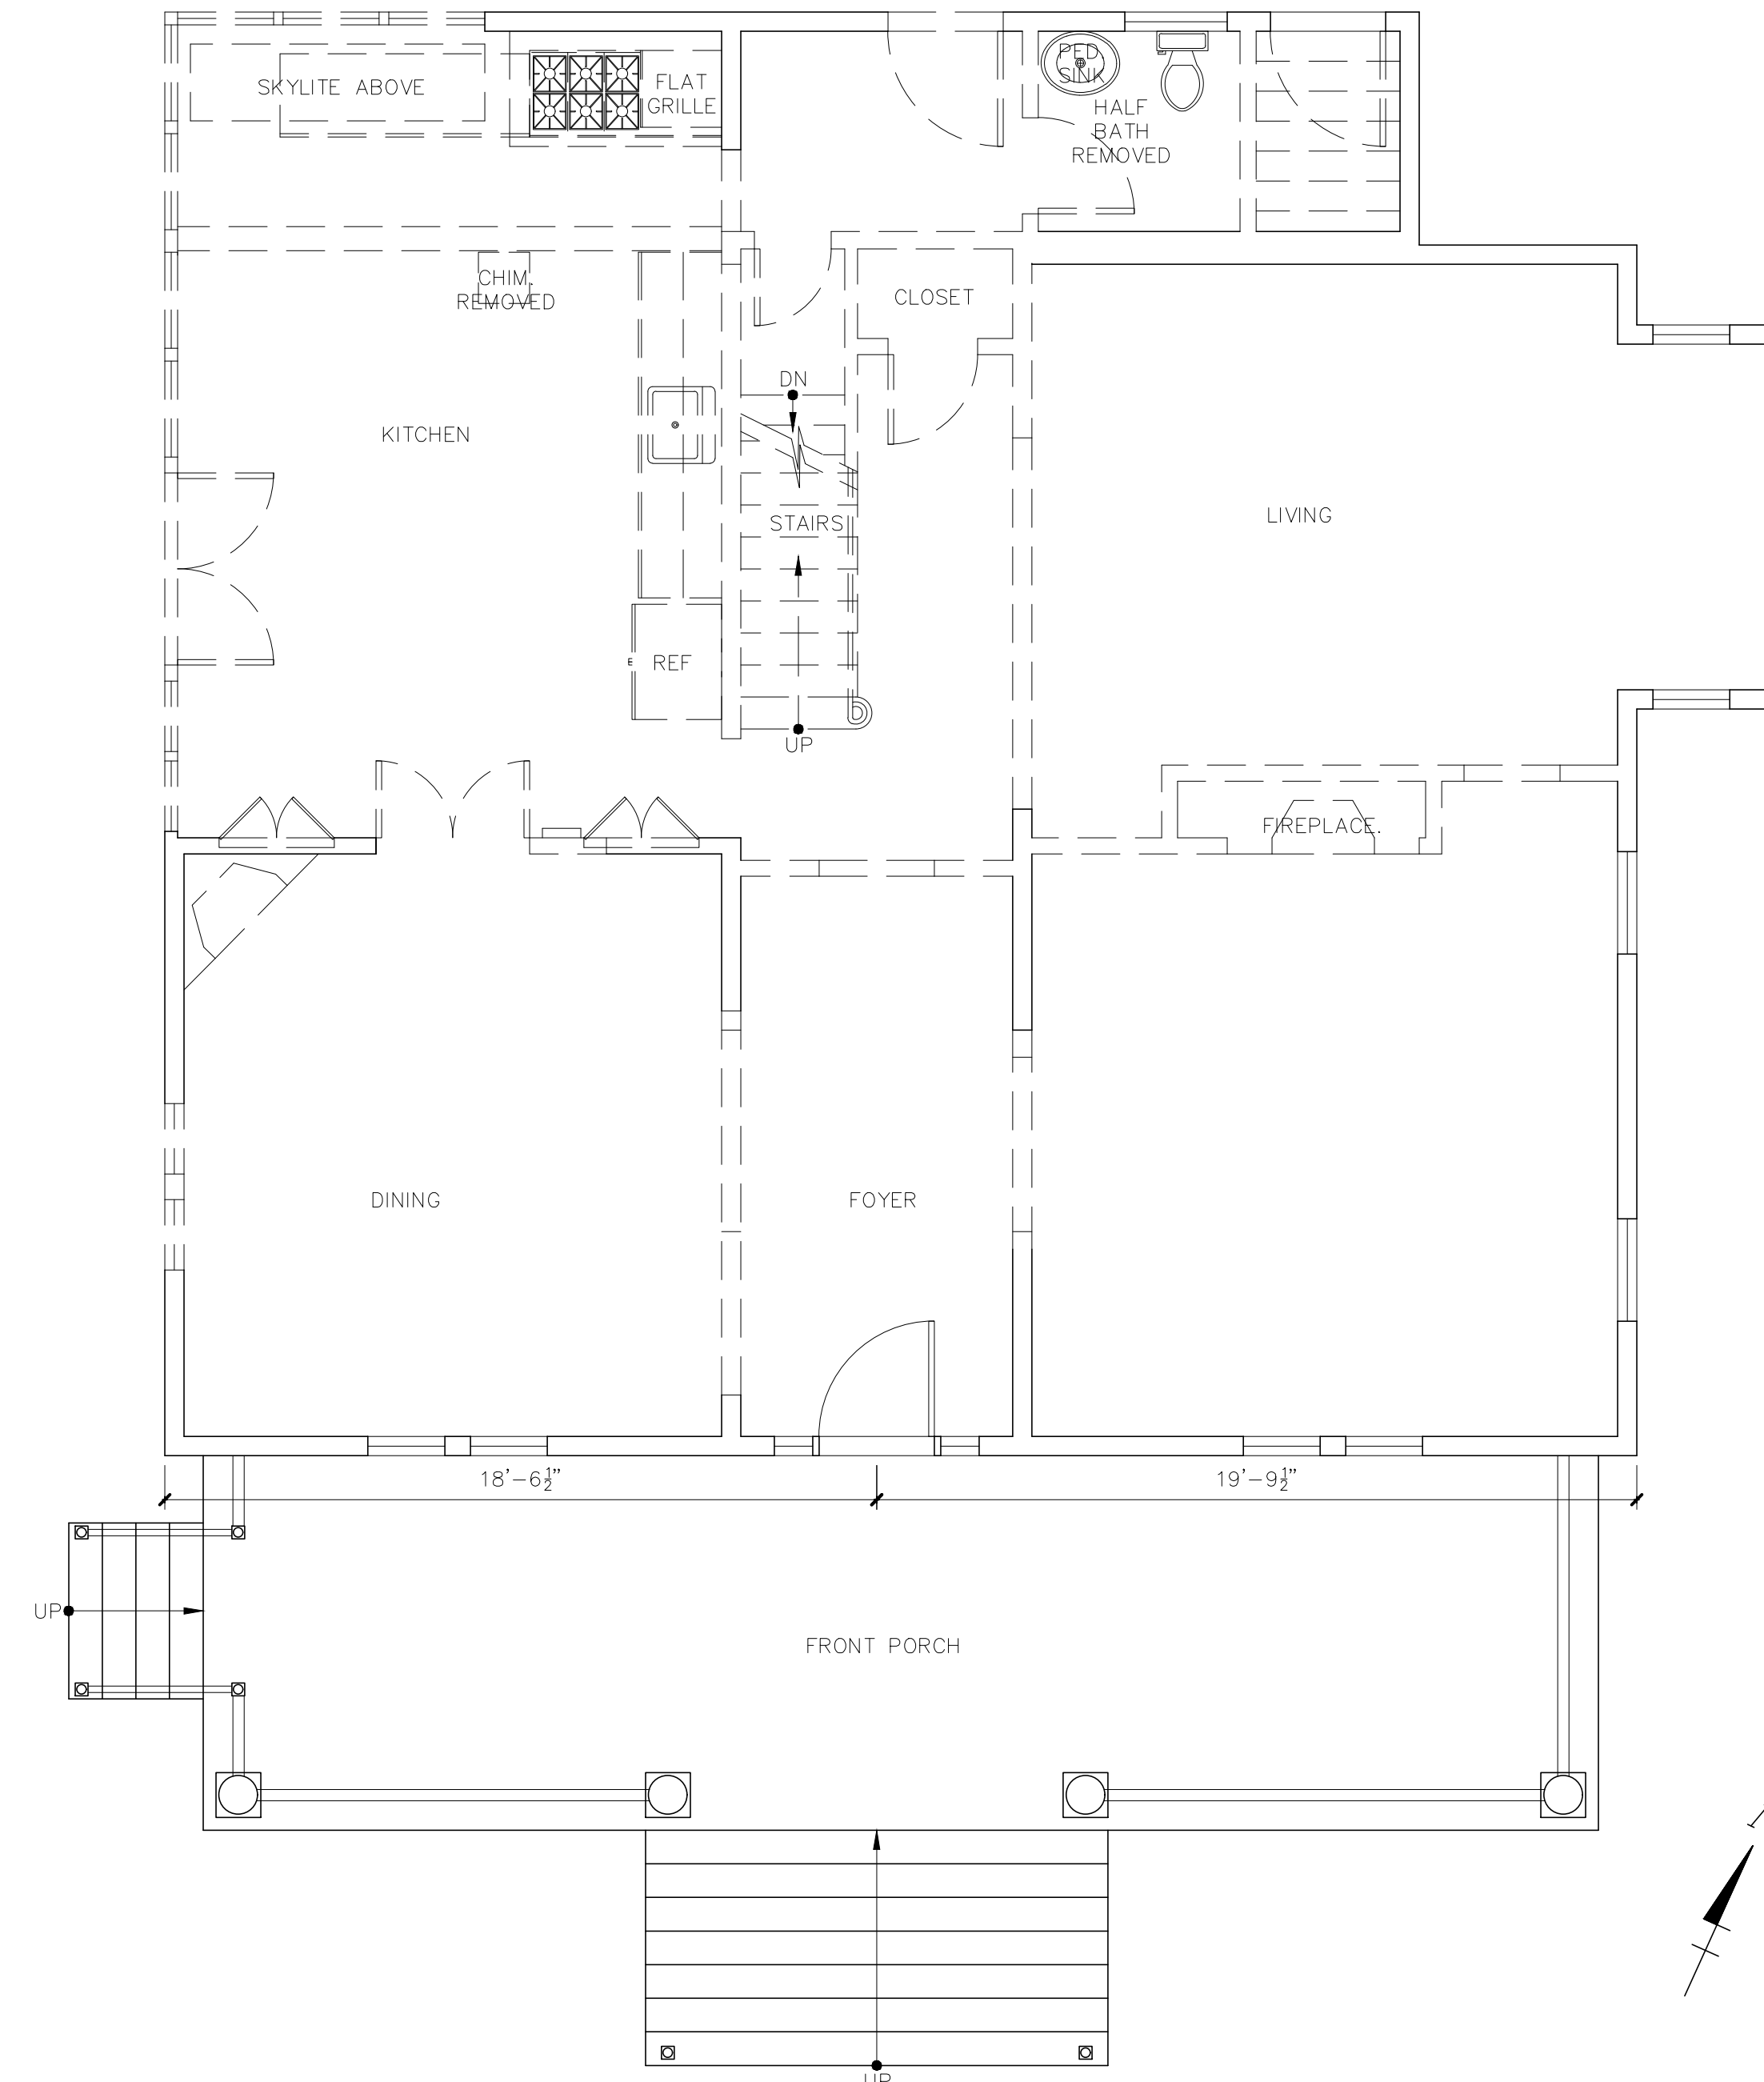 PED
SINK
SKYLITE ABOVE
FLAT
GRILLE
HALF
BATH
REMOVED
CHIM.
REMOVED
CLOSET
DN
KITCHEN
LIVING
STAIRS
REF
UP
FIREPLACE.
DINING
FOYER
18'-6½"
19'-9½"
UP
FRONT PORCH
UP